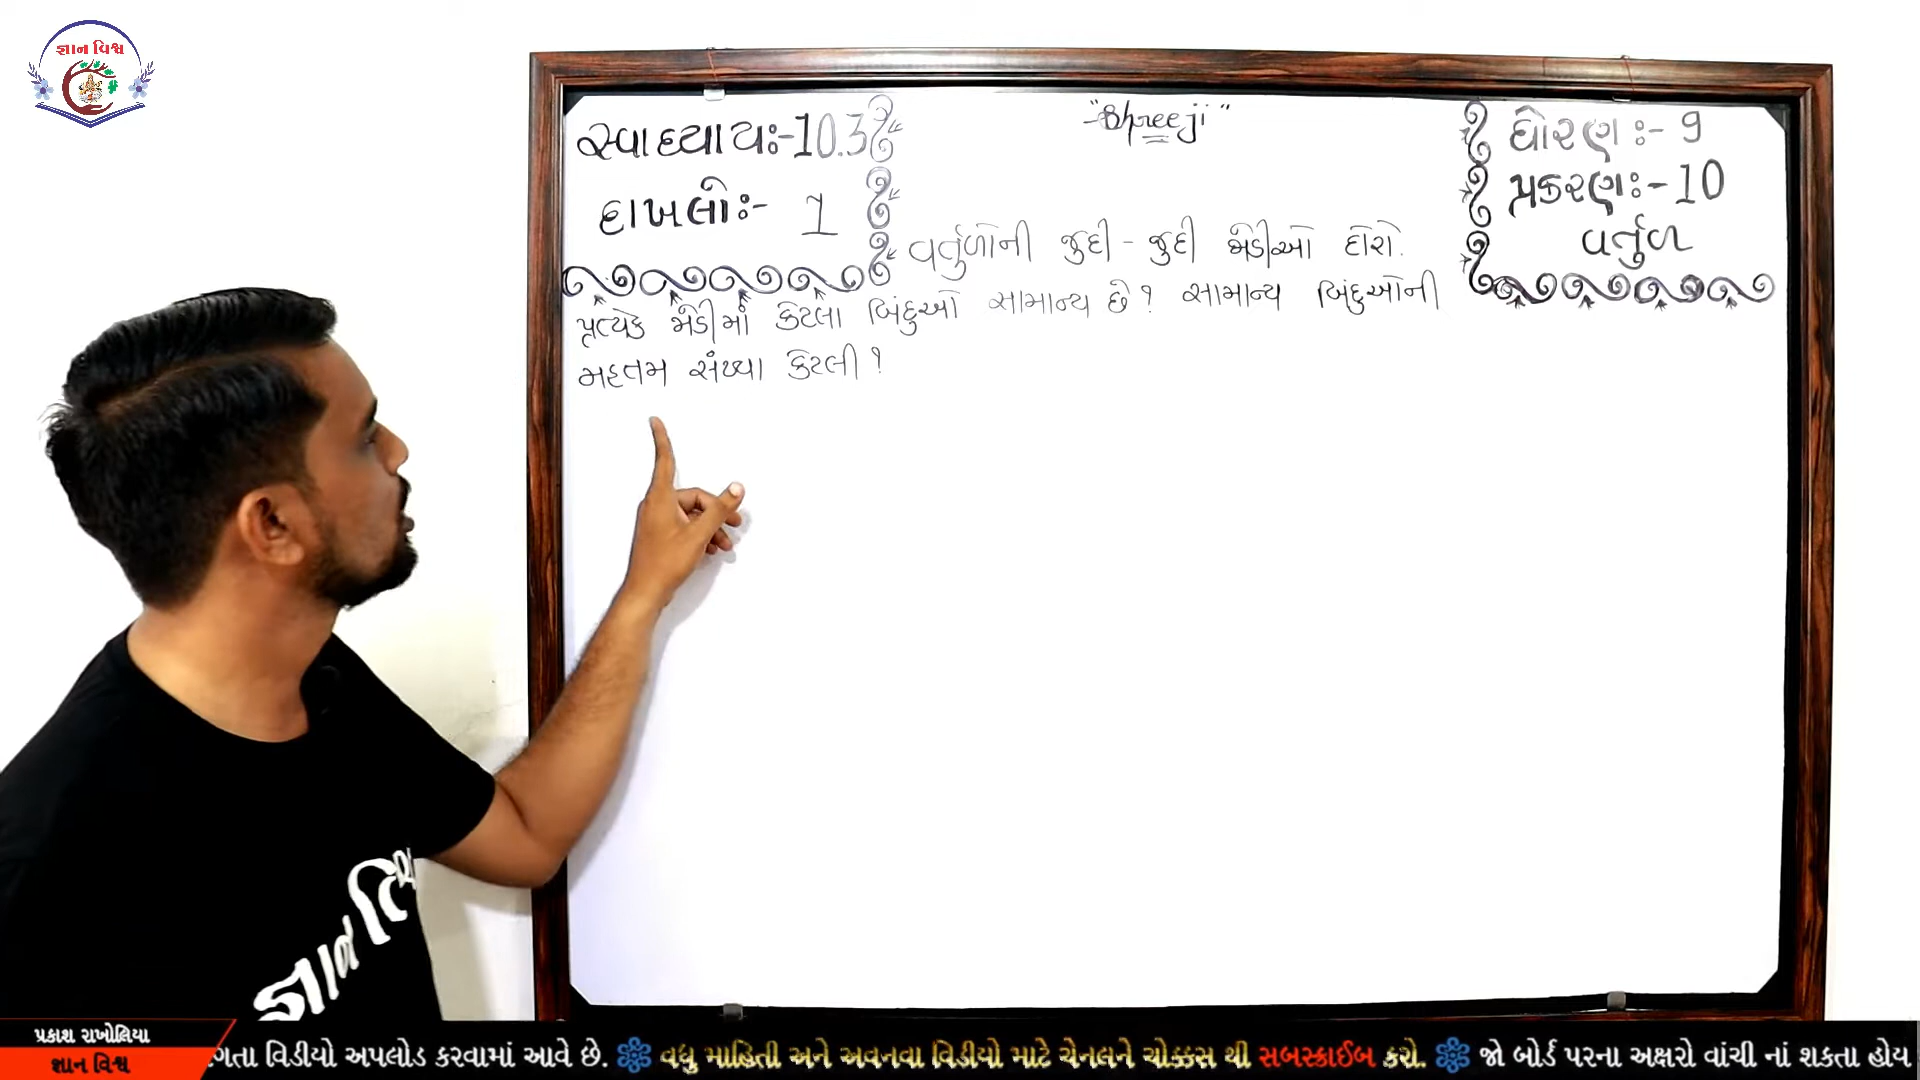 જ્ઞાન વિશ્વ
સ્વાધ્યાયઃ-10.3
દાખલોઃ- 1
"Shreeji"
ધોરણ :- 9
પ્રકરણઃ-10
વર્તુળ
વર્તુળોની જુદી-જુદી જોડીઓ દોરો.
પ્રત્યેક જોડીમાં કેટલા બિંદુઓ સામાન્ય છે? સામાન્ય બિંદુઓની
મહત્તમ સંખ્યા કેટલી?
પ્રકાશ રાખોલિયા
જ્ઞાન વિશ્વ
ગતા વિડીયો અપલોડ કરવામાં આવે છે. વધુ માહિતી અને અવનવા વિડીયો માટે ચેનલને ચોક્કસ થી સબસ્ક્રાઈબ કરો. જો બોર્ડ પરના અક્ષરો વાંચી નાં શકતા હોય